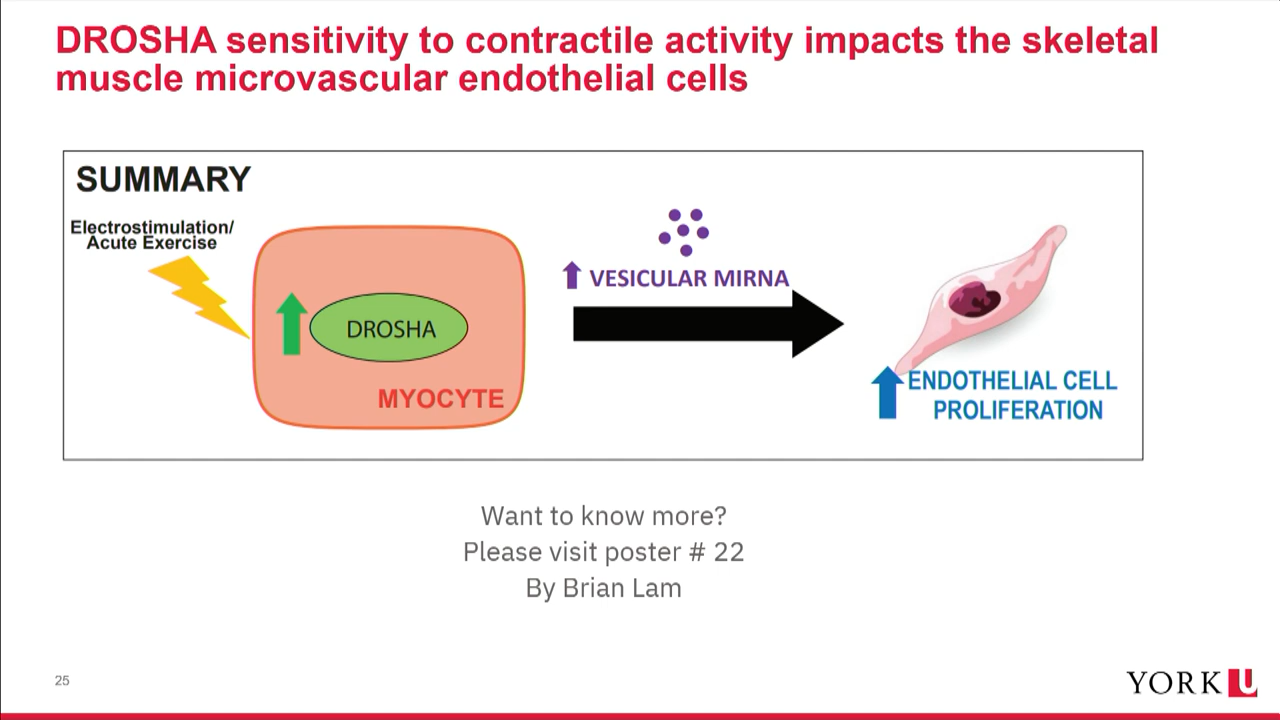 DROSHA sensitivity to contractile activity impacts the skeletal
muscle microvascular endothelial cells
SUMMARY
Electrostimulation/
Acute Exercise
DROSHA
MYOCYTE
VESICULAR MIRNA
ENDOTHELIAL CELL
PROLIFERATION
Want to know more?
Please visit poster # 22
By Brian Lam
25
YORK U